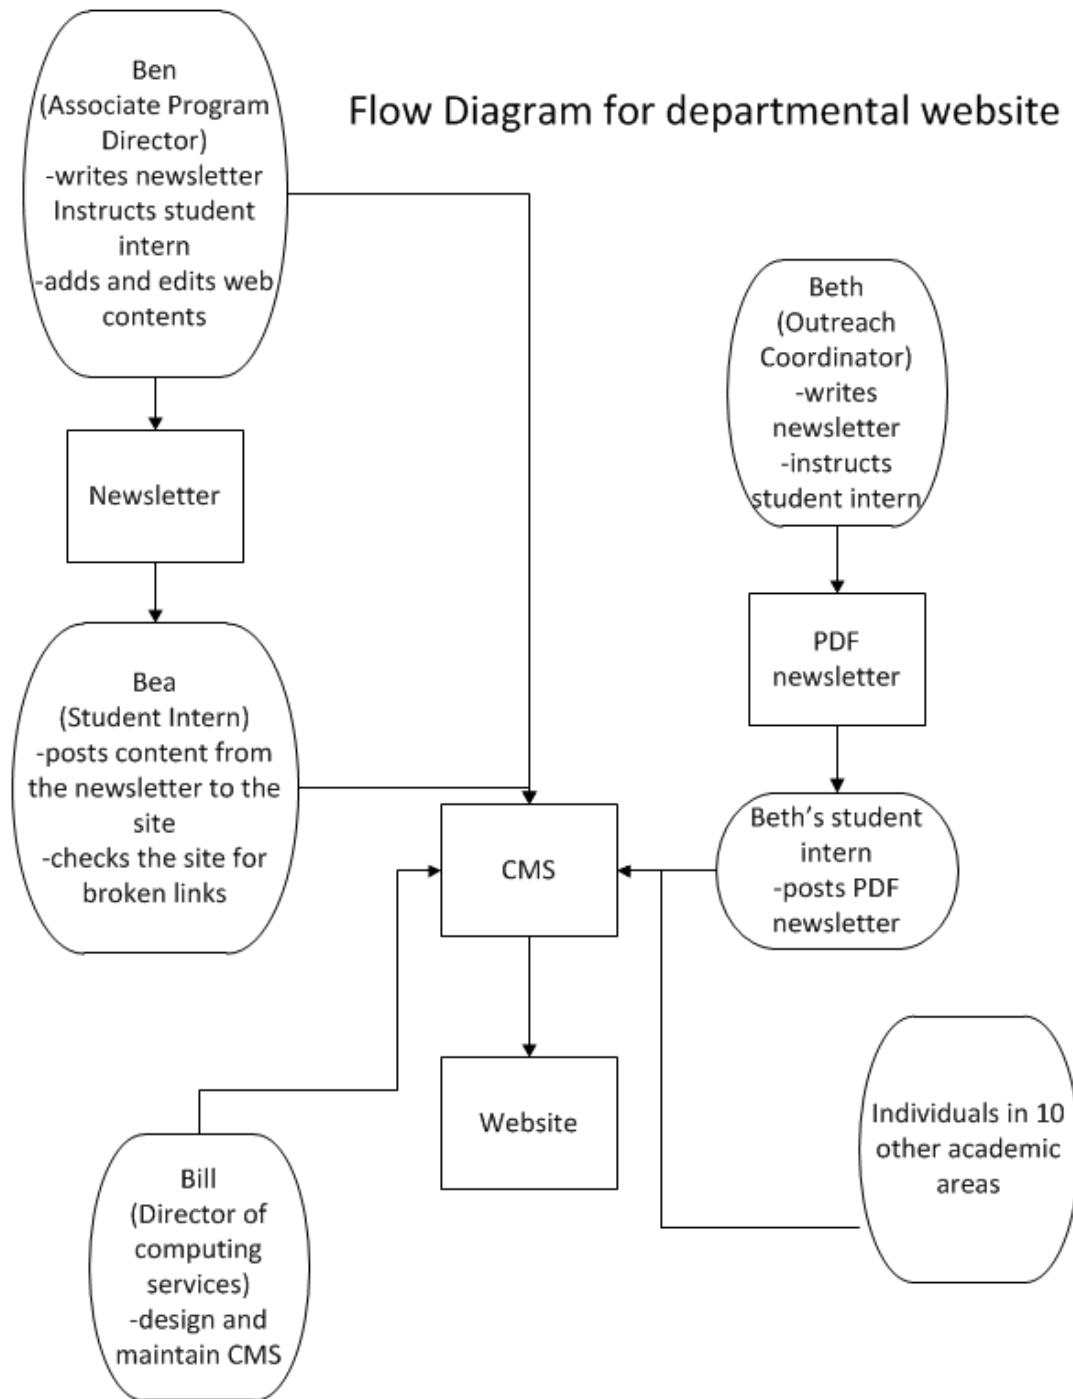 Flow Diagram for departmental website
Ben
(Associate Program
Director)
-writes newsletter
Instructs student
intern
-adds and edits web
contents
Newsletter
Bea
(Student Intern)
-posts content from
the newsletter to the
site
-checks the site for
broken links
Beth
(Outreach
Coordinator)
-writes
newsletter
-instructs
student intern
PDF
newsletter
Beth’s student
intern
-posts PDF
newsletter
CMS
Website
Individuals in 10
other academic
areas
Bill
(Director of
computing
services)
-design and
maintain CMS